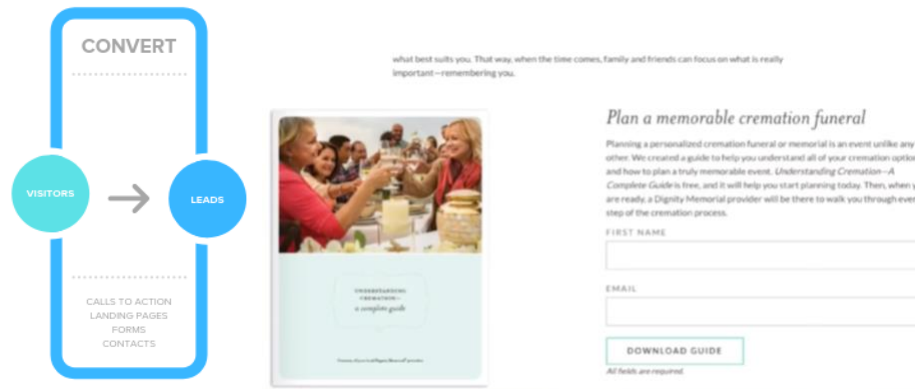 CONVERT
VISITORS
LEADS
CALLS TO ACTION
LANDING PAGES
FORMS
CONTACTS
what best suits you. That way, when the time comes, family and friends can focus on what is really
important—remembering you.
UNDERSTANDING
CREMATION—
a complete guide
Plan a memorable cremation funeral
Planning a personalized cremation funeral or memorial is an event unlike any
other. We created a guide to help you understand all of your cremation option
and how to plan a truly memorable event. Understanding Cremation—A
Complete Guide is free, and it will help you start planning today. Then, when y
are ready, a Dignity Memorial provider will be there to walk you through ever
step of the cremation process.
FIRST NAME
EMAIL
DOWNLOAD GUIDE
All fields are required.